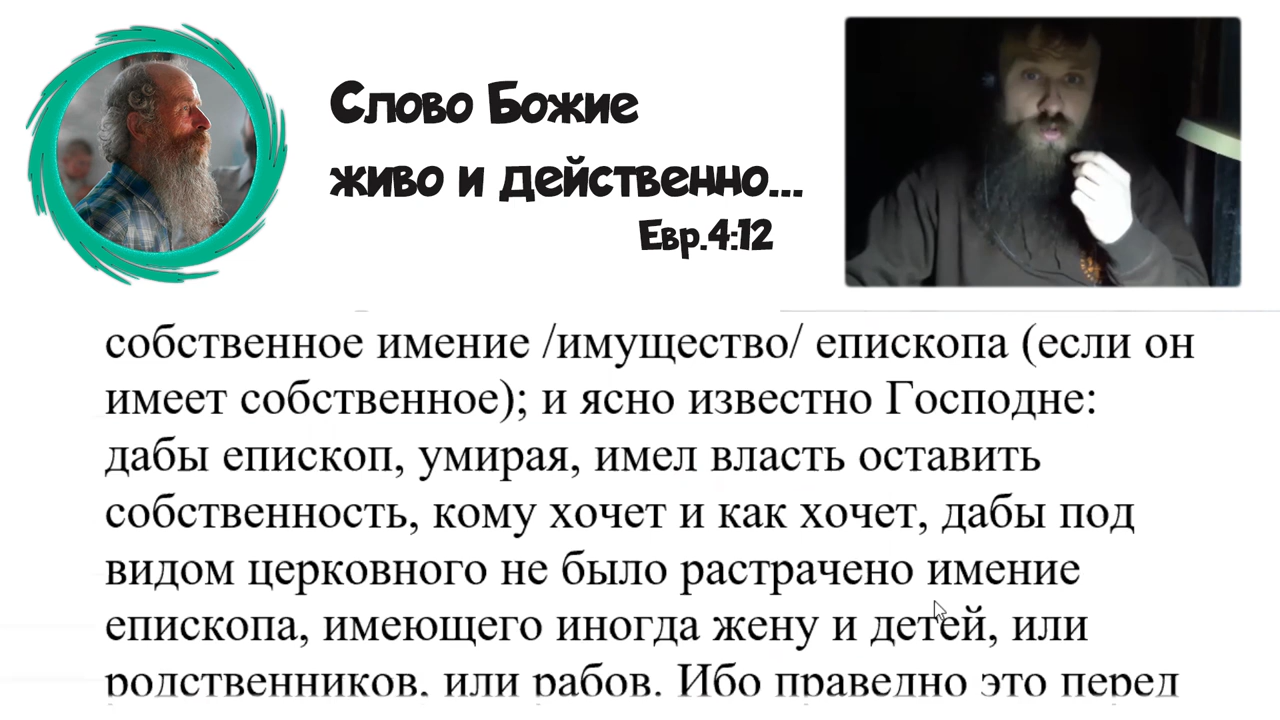 Слово Божие
живо и действенно...
Евр.4:12
собственное имение /имущество/ епископа (если он
имеет собственное); и ясно известно Господне:
дабы епископ, умирая, имел власть оставить
собственность, кому хочет и как хочет, дабы под
видом церковного не было растрачено имение
епископа, имеющего иногда жену и детей, или
родственников, или рабов. Ибо праведно это перед